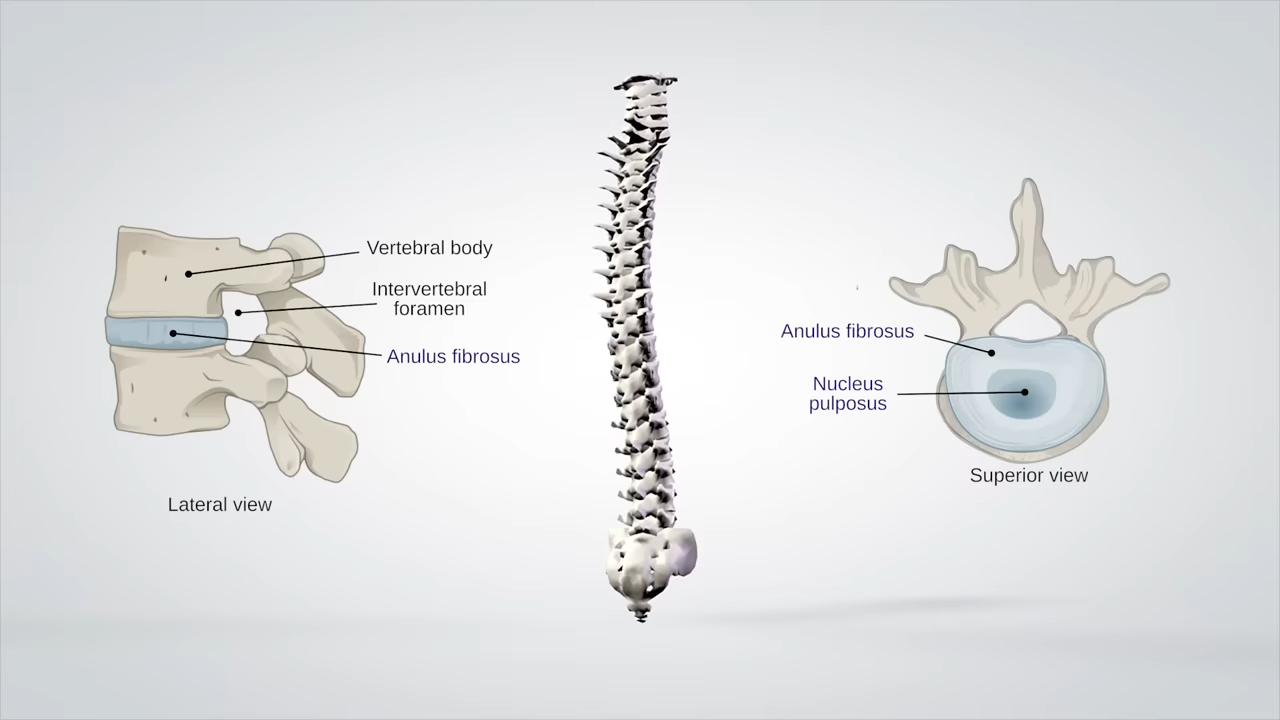 Vertebral body
Intervertebral
foramen
Anulus fibrosus
Lateral view
Anulus fibrosus
Nucleus
pulposus
Superior view